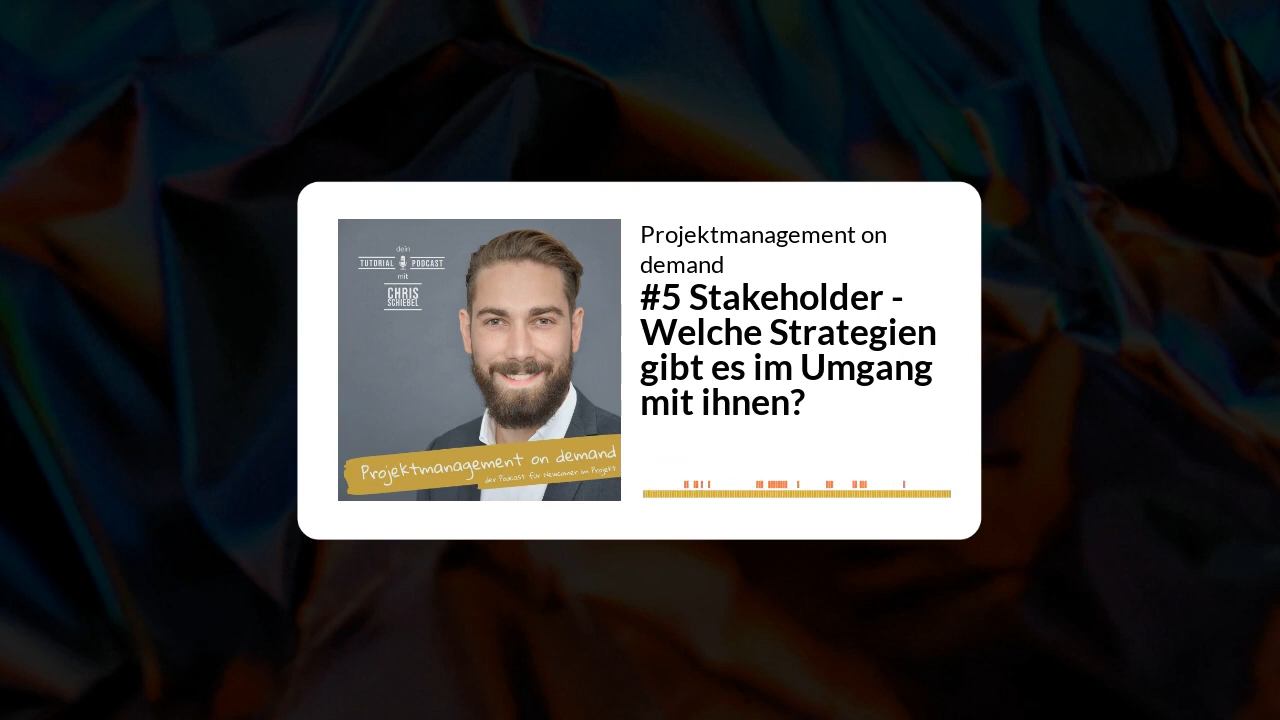 dein
TUTORIAL PODCAST
mit
CHRIS
SCHIEBEL
Projektmanagement on demand
der Podcast für Newcomer im Projekt
Projektmanagement on
demand
#5 Stakeholder -
Welche Strategien
gibt es im Umgang
mit ihnen?